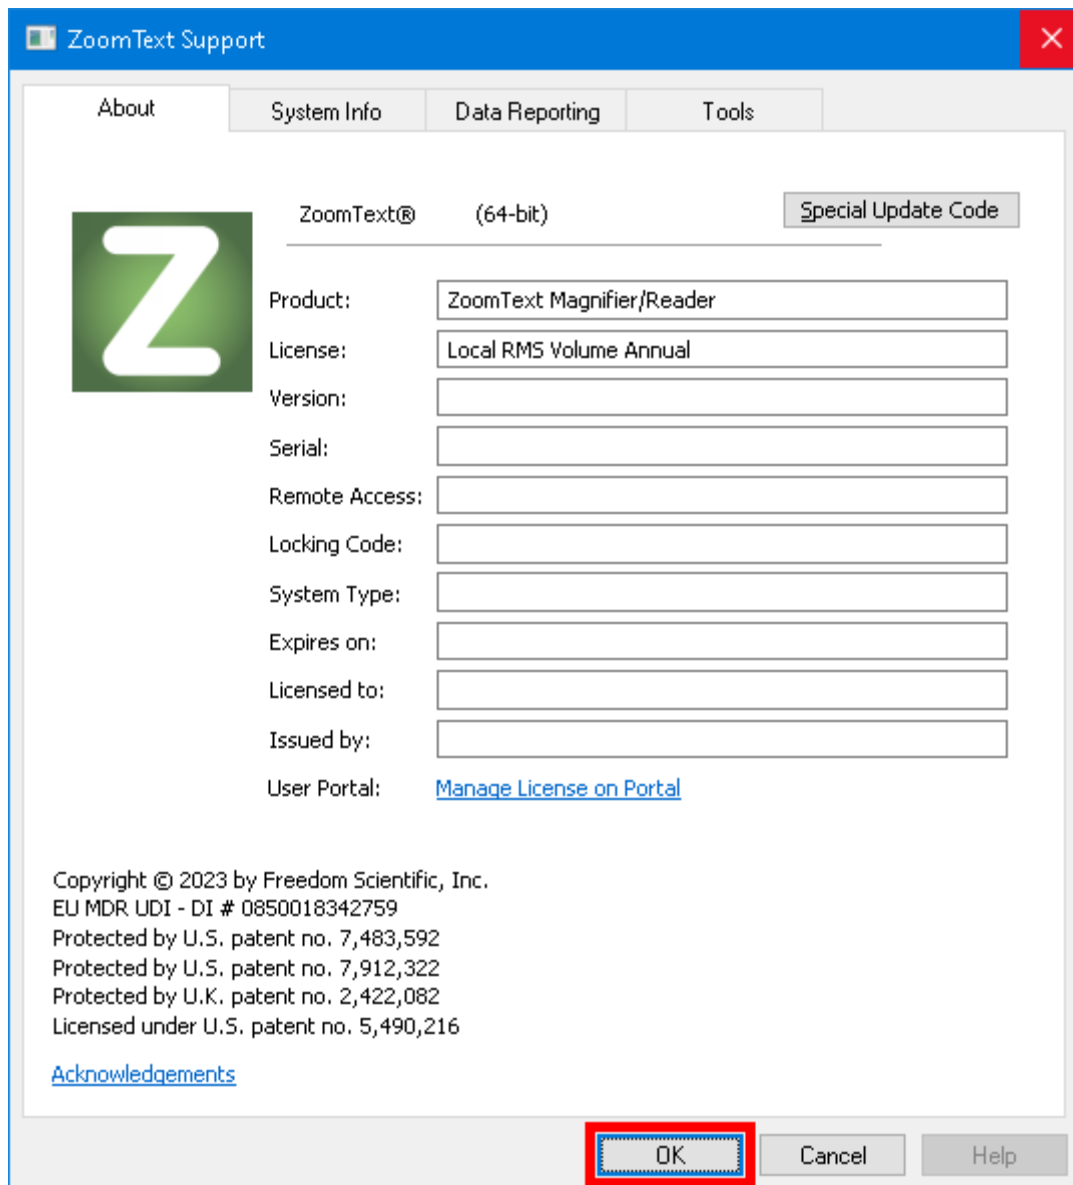 ZoomText Support
About System Info Data Reporting Tools
Z
ZoomText® (64-bit) Special Update Code
Product: ZoomText Magnifier/Reader
License: Local RMS Volume Annual
Version:
Serial:
Remote Access:
Locking Code:
System Type:
Expires on:
Licensed to:
Issued by:
User Portal: Manage License on Portal
Copyright © 2023 by Freedom Scientific, Inc.
EU MDR UDI - DI # 0850018342759
Protected by U.S. patent no. 7,483,592
Protected by U.S. patent no. 7,912,322
Protected by U.K. patent no. 2,422,082
Licensed under U.S. patent no. 5,490,216
Acknowledgements
OK Cancel Help